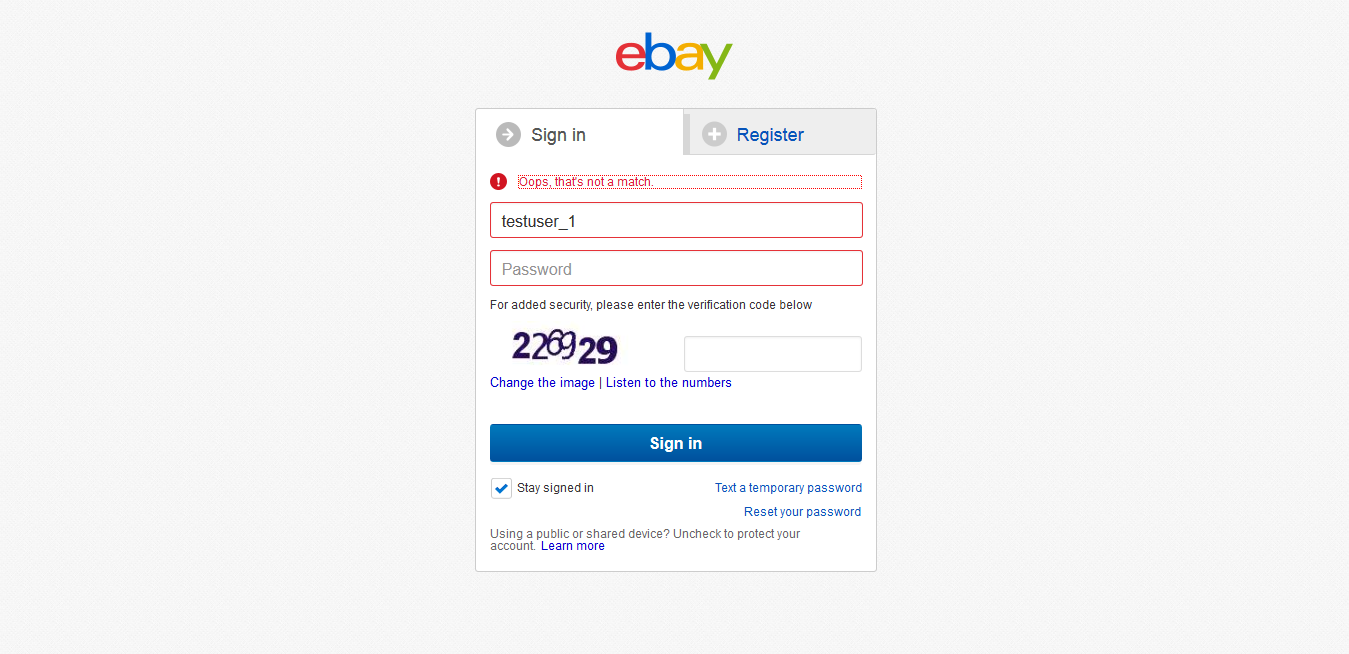 ebay
Sign in
Register
Oops, that's not a match.
testuser_1
Password
For added security, please enter the verification code below
226929
Change the image | Listen to the numbers
Sign in
Stay signed in
Text a temporary password
Reset your password
Using a public or shared device? Uncheck to protect your
account. Learn more